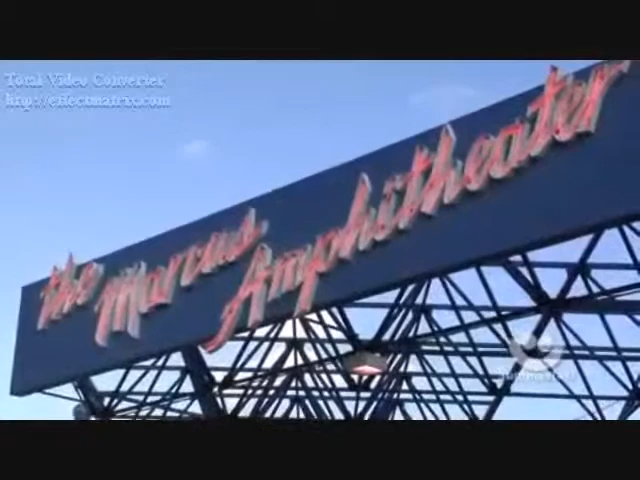 Total Video Converter
http://effectmatrix.com
the Marcus
Amphitheater